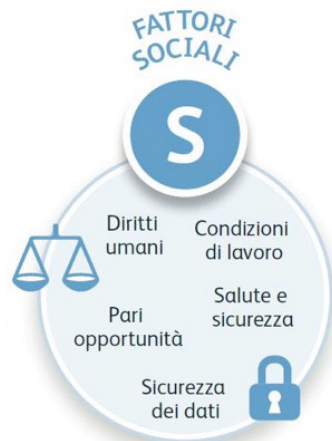 FATTORI
SOCIALI
S
Diritti
umani
Condizioni
di lavoro
Pari
opportunità
Salute e
sicurezza
Sicurezza
dei dati